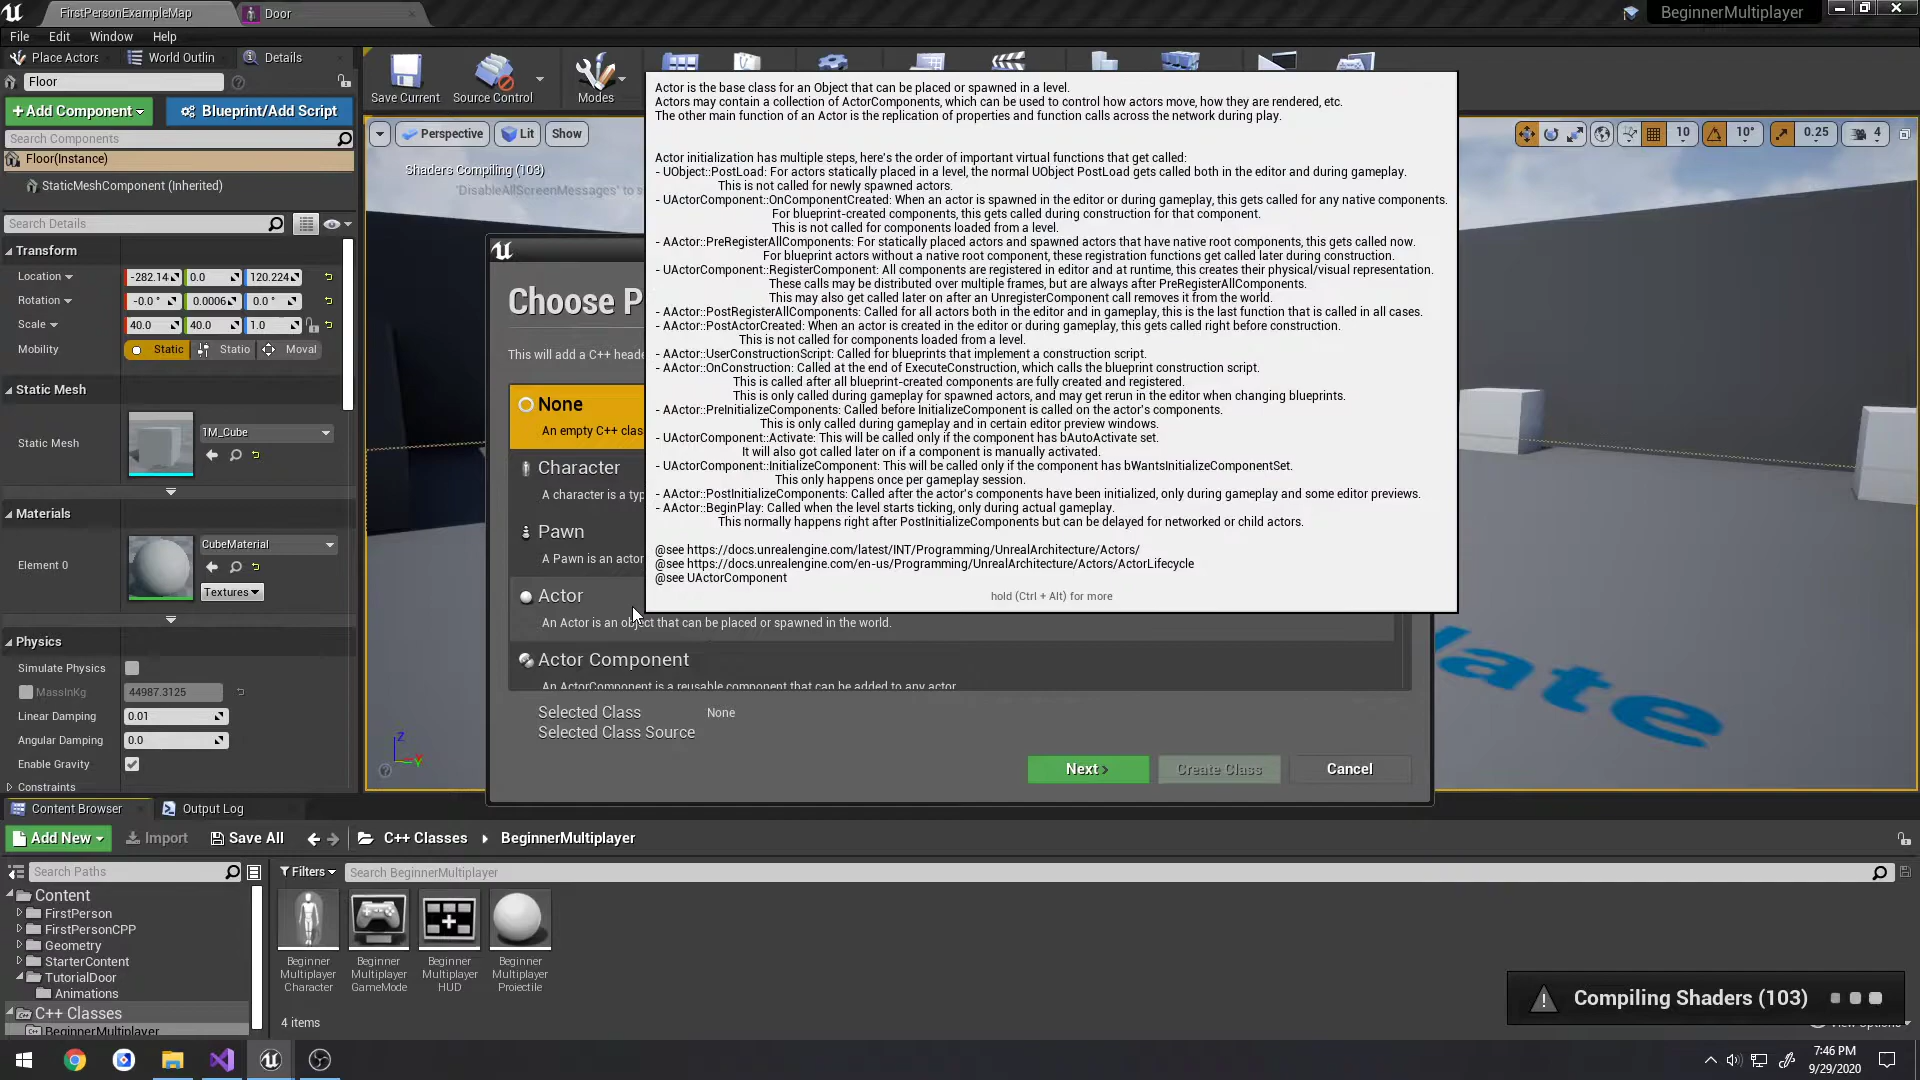 FirstPersonExampleMap
Door
BeginnerMultiplayer
File Edit Window Help
Place Actors World Outlin Details
Floor
Save Current Source Control Modes
+Add Component Blueprint/Add Script
Search Components
Floor(Instance)
StaticMeshComponent (Inherited)
Search Details
Perspective Lit Show
10 10° 0.25 4
Shaders Compiling (103)
'DisableAllScreenMessages' to s
Transform
Location -282.14 0.0 120.224
Rotation -0.0 ° 0.0006 0.0 °
Scale 40.0 40.0 1.0
Mobility Static Statio Moval
Static Mesh
Static Mesh 1M_Cube
Materials
Element 0 CubeMaterial
Textures
Physics
Simulate Physics
MassInKg 44987.3125
Linear Damping 0.01
Angular Damping 0.0
Enable Gravity
Constraints
Actor is the base class for an Object that can be placed or spawned in a level.
Actors may contain a collection of ActorComponents, which can be used to control how actors move, how they are rendered, etc.
The other main function of an Actor is the replication of properties and function calls across the network during play.
Actor initialization has multiple steps, here's the order of important virtual functions that get called:
- UObject::PostLoad: For actors statically placed in a level, the normal UObject PostLoad gets called both in the editor and during gameplay.
This is not called for newly spawned actors.
- UActorComponent::OnComponentCreated: When an actor is spawned in the editor or during gameplay, this gets called for any native components.
For blueprint-created components, this gets called during construction for that component.
This is not called for components loaded from a level.
- AActor::PreRegisterAllComponents: For statically placed actors and spawned actors that have native root components, this gets called now.
For blueprint actors without a native root component, these registration functions get called later during construction.
- UActorComponent::RegisterComponent: All components are registered in editor and at runtime, this creates their physical/visual representation.
These calls may be distributed over multiple frames, but are always after PreRegisterAllComponents.
This may also get called later on after an UnregisterComponent call removes it from the world.
- AActor::PostRegisterAllComponents: Called for all actors both in the editor and in gameplay, this is the last function that is called in all cases.
- AActor::PostActorCreated: When an actor is created in the editor or during gameplay, this gets called right before construction.
This is not called for components loaded from a level.
- AActor::UserConstructionScript: Called for blueprints that implement a construction script.
- AActor::OnConstruction: Called at the end of ExecuteConstruction, which calls the blueprint construction script.
This is called after all blueprint-created components are fully created and registered.
This is only called during gameplay for spawned actors, and may get rerun in the editor when changing blueprints.
- AActor::PreInitializeComponents: Called before InitializeComponent is called on the actor's components.
This is only called during gameplay and in certain editor preview windows.
- UActorComponent::Activate: This will be called only if the component has bAutoActivate set.
It will also got called later on if a component is manually activated.
- UActorComponent::InitializeComponent: This will be called only if the component has bWantsInitializeComponentSet.
This only happens once per gameplay session.
- AActor::PostInitializeComponents: Called after the actor's components have been initialized, only during gameplay and some editor previews.
- AActor::BeginPlay: Called when the level starts ticking, only during actual gameplay.
This normally happens right after PostInitializeComponents but can be delayed for networked or child actors.
@see https://docs.unrealengine.com/latest/INT/Programming/UnrealArchitecture/Actors/
@see https://docs.unrealengine.com/en-us/Programming/UnrealArchitecture/Actors/ActorLifecycle
@see UActorComponent
hold (Ctrl + Alt) for more
Choose P
This will add a C++ heade
None
An empty C++ clas
Character
A character is a typ
Pawn
A Pawn is an actor
Actor
An Actor is an object that can be placed or spawned in the world.
Actor Component
An ActorComponent is a reusable component that can be added to any actor
Selected Class None
Selected Class Source
Next Create Class Cancel
late
Z Y
Content Browser Output Log
Add New Import Save All C++ Classes BeginnerMultiplayer
Search Paths
Filters Search BeginnerMultiplayer
Content
FirstPerson
FirstPersonCPP
Geometry
StarterContent
TutorialDoor
Animations
C++ Classes
BeginnerMultiplayer
Beginner Multiplayer Character
Beginner Multiplayer GameMode
Beginner Multiplayer HUD
Beginner Multiplayer Projectile
4 items
Compiling Shaders (103)
View Options
7:46 PM
9/29/2020